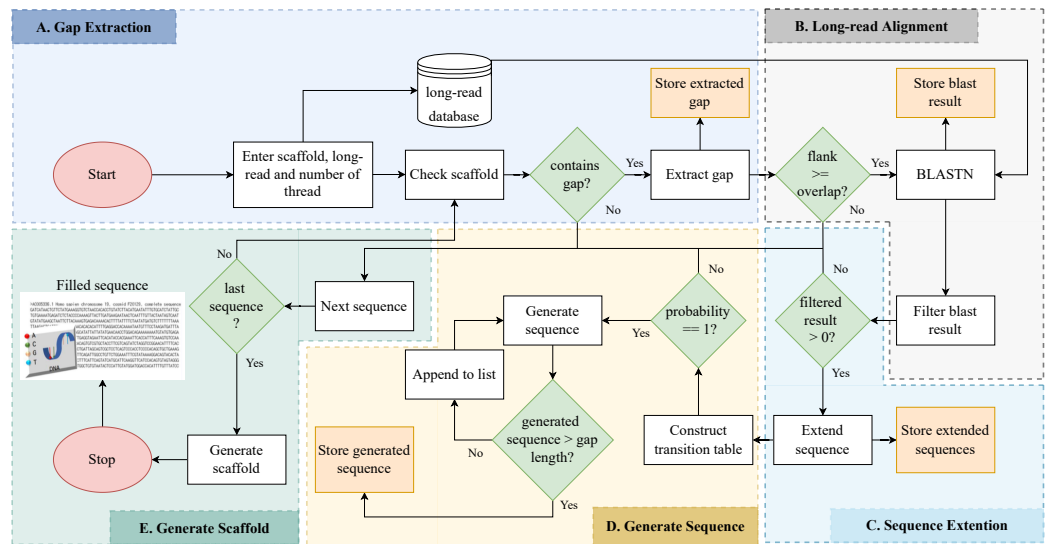 A. Gap Extraction
B. Long-read Alignment
long-read
database
Store extracted
gap
Store blast
result
Start
Enter scaffold, long-
read and number of
thread
Check scaffold
contains
gap?
Yes
Extract gap
flank
>=
overlap?
Yes
BLASTN
No
No
No
last
sequence
?
Yes
Next sequence
Filled sequence
A
C
G
T
DNA
Generate
sequence
Yes
probability
== 1?
No
filtered
result
> 0?
No
Yes
Filter blast
result
Append to list
generated
sequence > gap
length?
No
Yes
Construct
transition table
Extend
sequence
Store extended
sequences
Stop
Generate
scaffold
Store generated
sequence
E. Generate Scaffold
D. Generate Sequence
C. Sequence Extention